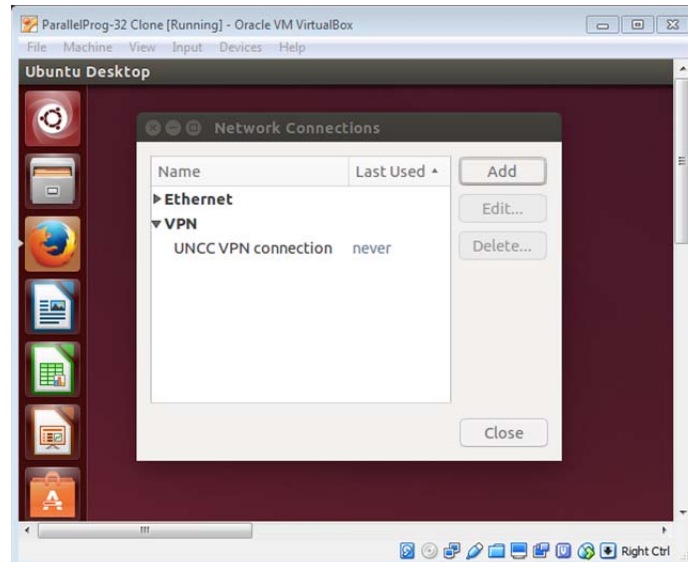 ParallelProg-32 Clone [Running] - Oracle VM VirtualBox
File Machine View Input Devices Help
Ubuntu Desktop
Network Connections
Name Last Used Add
Ethernet Edit...
VPN
UNCC VPN connection never Delete...
Close
Right Ctrl